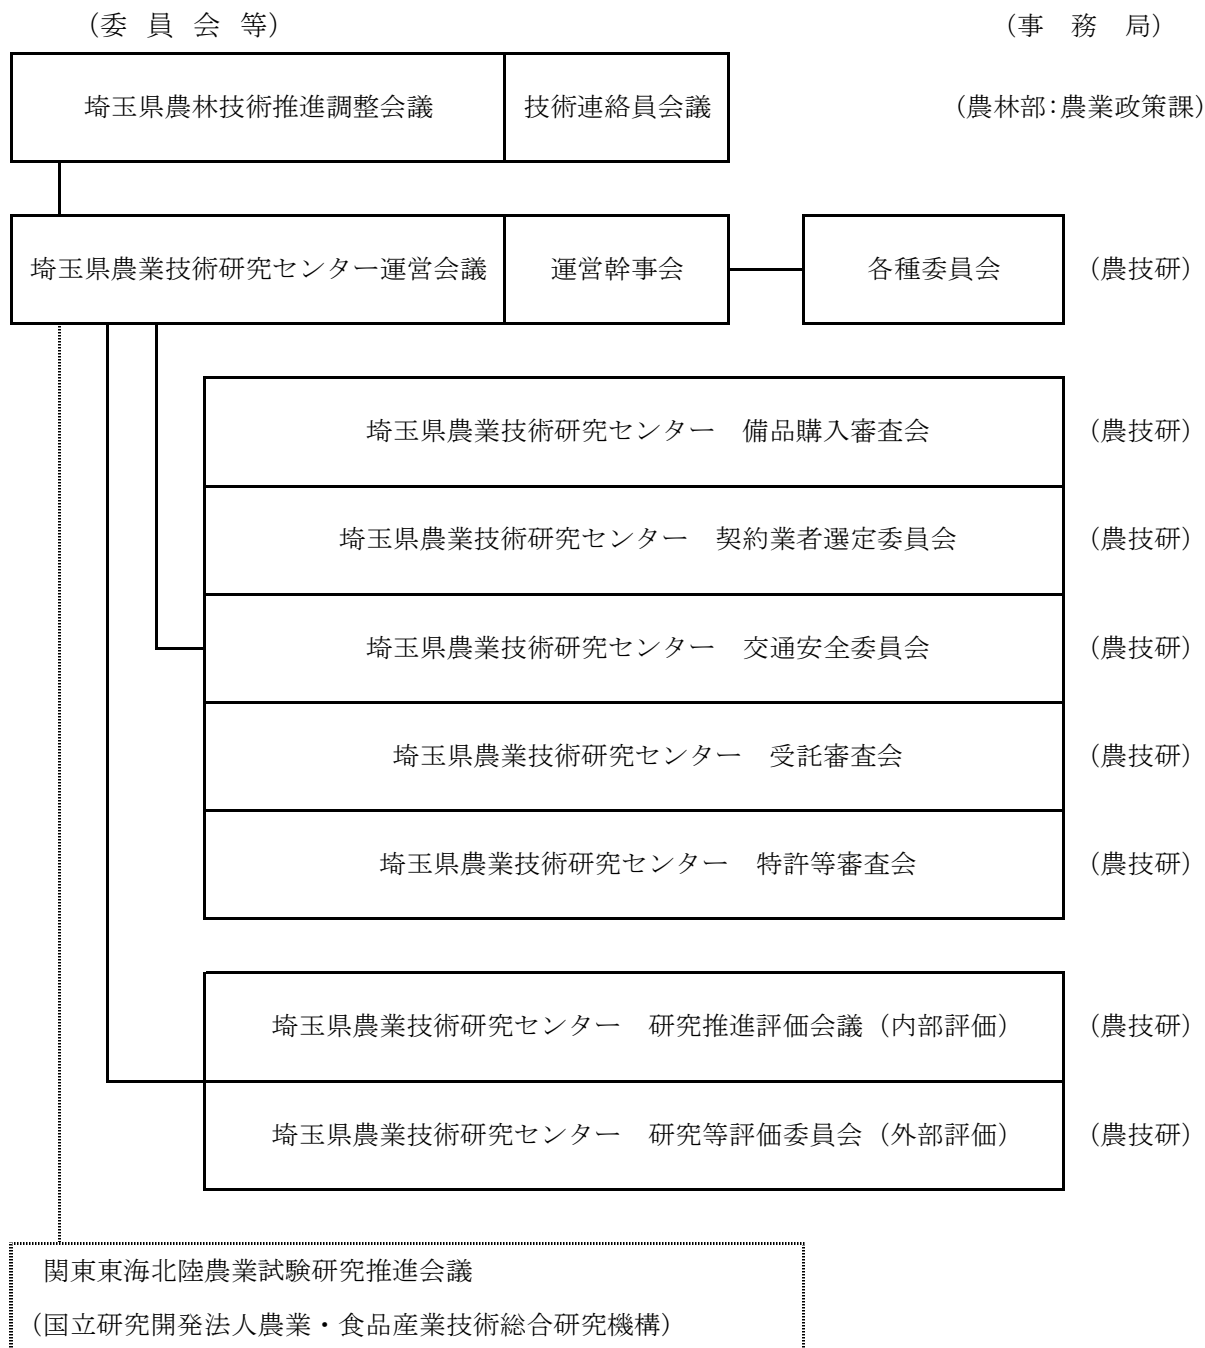 （委 員 会 等）　（事 務 局）
埼玉県農林技術推進調整会議　技術連絡員会議　（農林部：農業政策課）
埼玉県農業技術研究センター運営会議　運営幹事会　各種委員会　（農技研）
埼玉県農業技術研究センター　備品購入審査会　（農技研）
埼玉県農業技術研究センター　契約業者選定委員会　（農技研）
埼玉県農業技術研究センター　交通安全委員会　（農技研）
埼玉県農業技術研究センター　受託審査会　（農技研）
埼玉県農業技術研究センター　特許等審査会　（農技研）
埼玉県農業技術研究センター　研究推進評価会議（内部評価）　（農技研）
埼玉県農業技術研究センター　研究等評価委員会（外部評価）　（農技研）
関東東海北陸農業試験研究推進会議
（国立研究開発法人農業・食品産業技術総合研究機構）